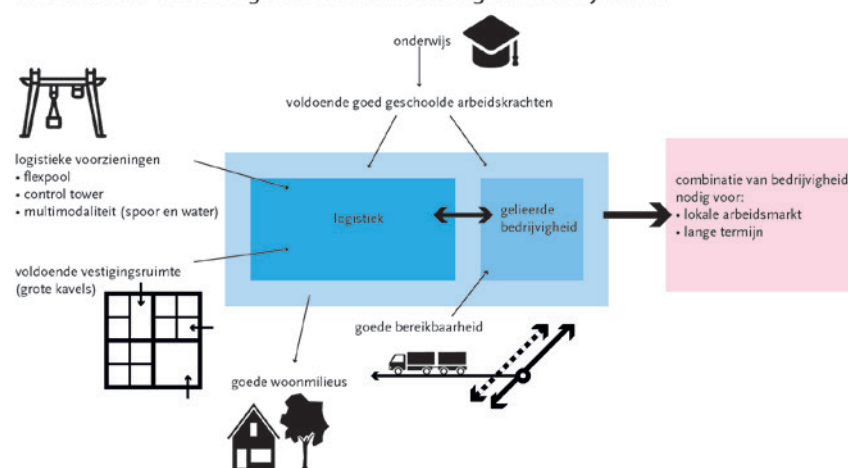 onderwijs
voldoende goed geschoolde arbeidskrachten
logistieke voorzieningen
• flexpool
• control tower
• multimodaliteit (spoor en water)
logistiek
gelieerde
bedrijvigheid
combinatie van bedrijvigheid
nodig voor:
• lokale arbeidsmarkt
• lange termijn
voldoende vestigingsruimte
(grote kavels)
goede bereikbaarheid
goede woonmilieus